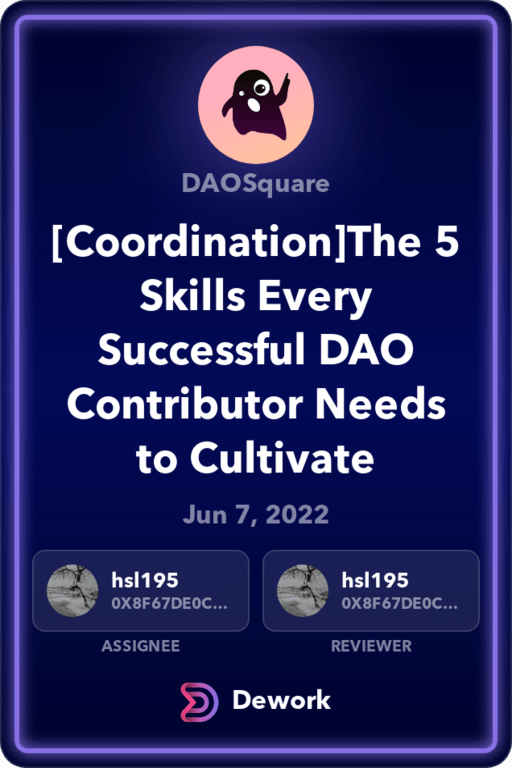 DAOSquare
[Coordination]The 5
Skills Every
Successful DAO
Contributor Needs
to Cultivate
Jun 7, 2022
hsl195
0X8F67DE0C...
ASSIGNEE
hsl195
0X8F67DE0C...
REVIEWER
Dework